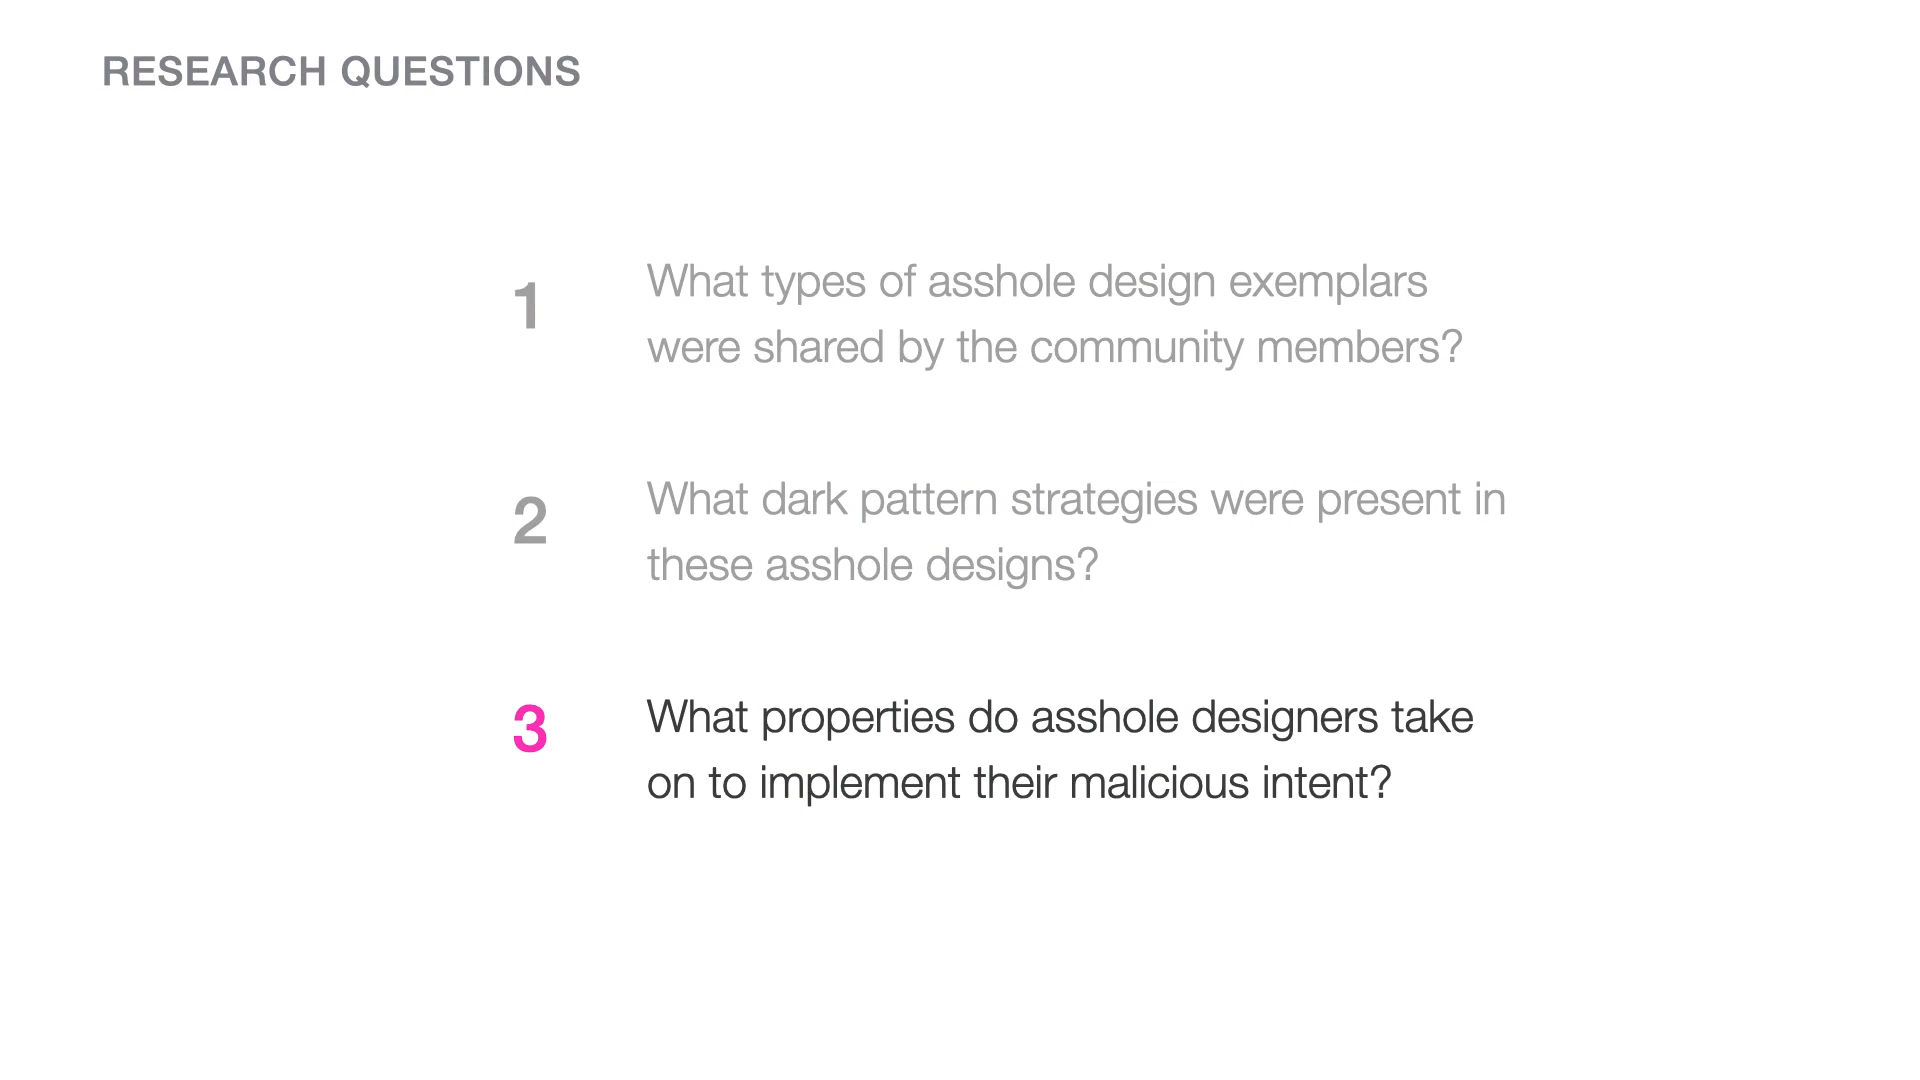 RESEARCH QUESTIONS
1
What types of asshole design exemplars
were shared by the community members?
2
What dark pattern strategies were present in
these asshole designs?
3
What properties do asshole designers take
on to implement their malicious intent?